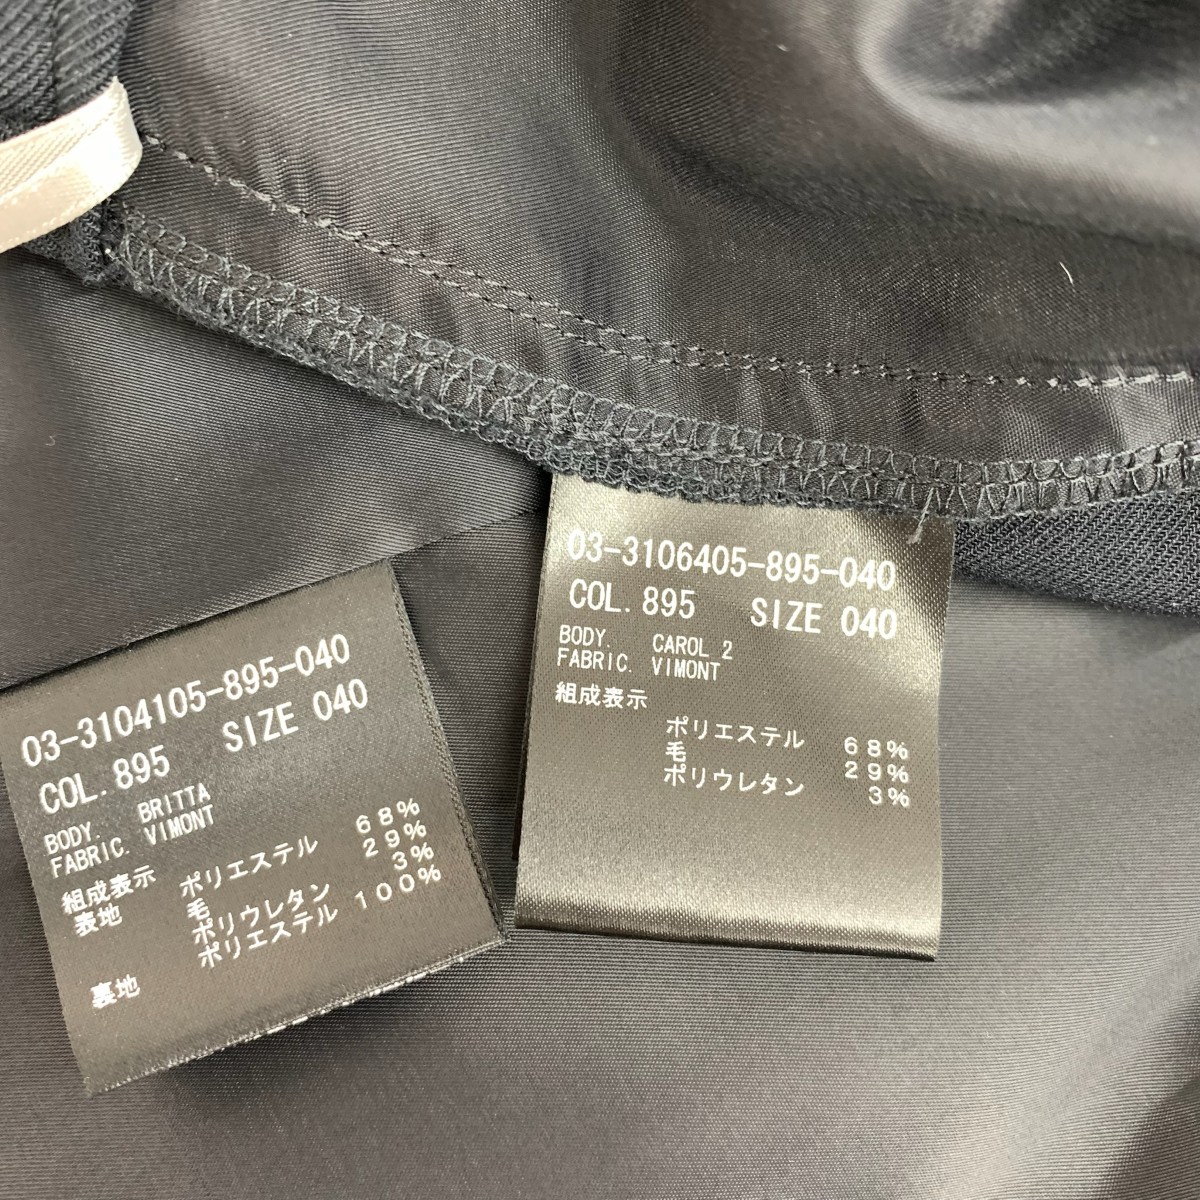 03-3104105-895-040
COL. 895 SIZE 040
BODY. BRITTA
FABRIC. VIMONT
組成表示
表地 ポリエステル 68%
毛 29%
ポリウレタン 3%
裏地 ポリエステル 100%
03-3106405-895-040
COL. 895 SIZE 040
BODY. CAROL 2
FABRIC. VIMONT
組成表示
ポリエステル 68%
毛 29%
ポリウレタン 3%